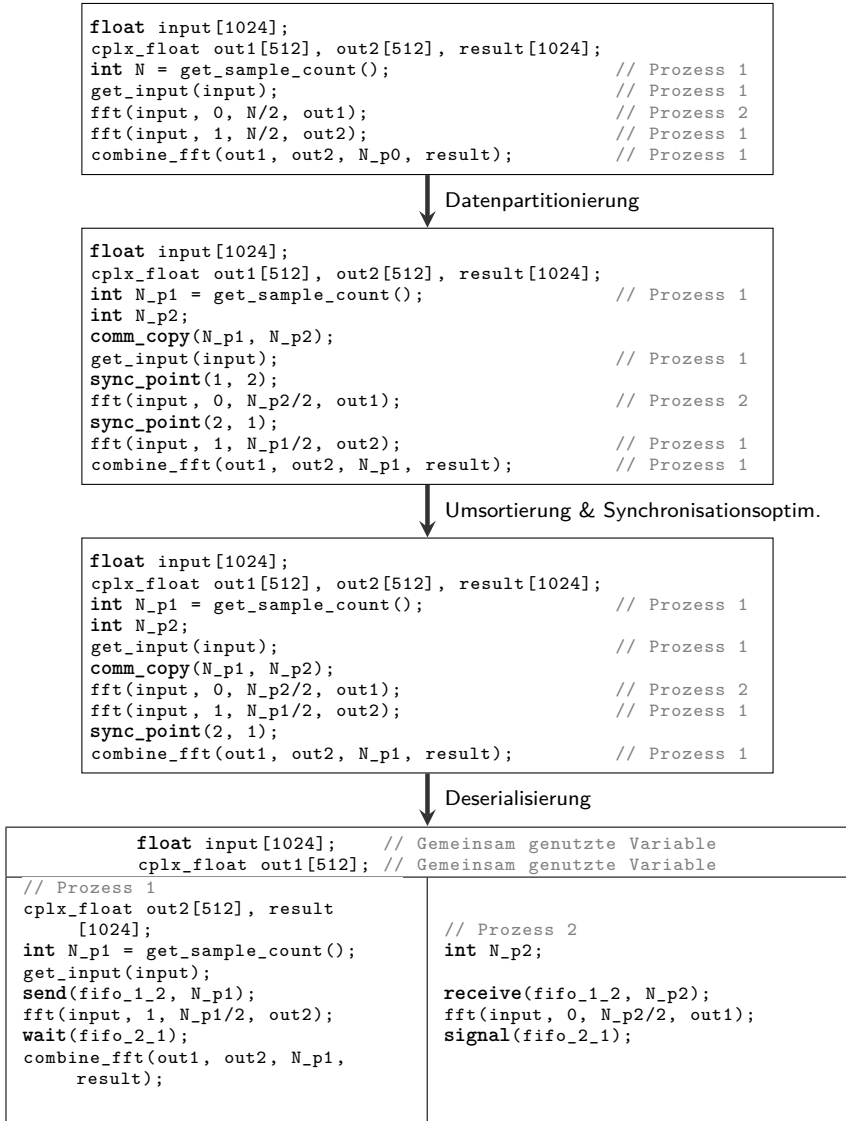 float input[1024];
cplx_float out1[512], out2[512], result[1024];
int N = get_sample_count(); // Prozess 1
get_input(input); // Prozess 1
fft(input, 0, N/2, out1); // Prozess 2
fft(input, 1, N/2, out2); // Prozess 1
combine_fft(out1, out2, N_p0, result); // Prozess 1
Datenpartitionierung
float input[1024];
cplx_float out1[512], out2[512], result[1024];
int N_p1 = get_sample_count(); // Prozess 1
int N_p2;
comm_copy(N_p1, N_p2);
get_input(input); // Prozess 1
sync_point(1, 2);
fft(input, 0, N_p2/2, out1); // Prozess 2
sync_point(2, 1);
fft(input, 1, N_p1/2, out2); // Prozess 1
combine_fft(out1, out2, N_p1, result); // Prozess 1
Umsortierung & Synchronisationsoptim.
float input[1024];
cplx_float out1[512], out2[512], result[1024];
int N_p1 = get_sample_count(); // Prozess 1
int N_p2;
get_input(input); // Prozess 1
comm_copy(N_p1, N_p2);
fft(input, 0, N_p2/2, out1); // Prozess 2
fft(input, 1, N_p1/2, out2); // Prozess 1
sync_point(2, 1);
combine_fft(out1, out2, N_p1, result); // Prozess 1
Deserialisierung
float input[1024]; // Gemeinsam genutzte Variable
cplx_float out1[512]; // Gemeinsam genutzte Variable
// Prozess 1
cplx_float out2[512], result
[1024];
int N_p1 = get_sample_count();
get_input(input);
send(fifo_1_2, N_p1);
fft(input, 1, N_p1/2, out2);
wait(fifo_2_1);
combine_fft(out1, out2, N_p1,
result);
// Prozess 2
int N_p2;
receive(fifo_1_2, N_p2);
fft(input, 0, N_p2/2, out1);
signal(fifo_2_1);